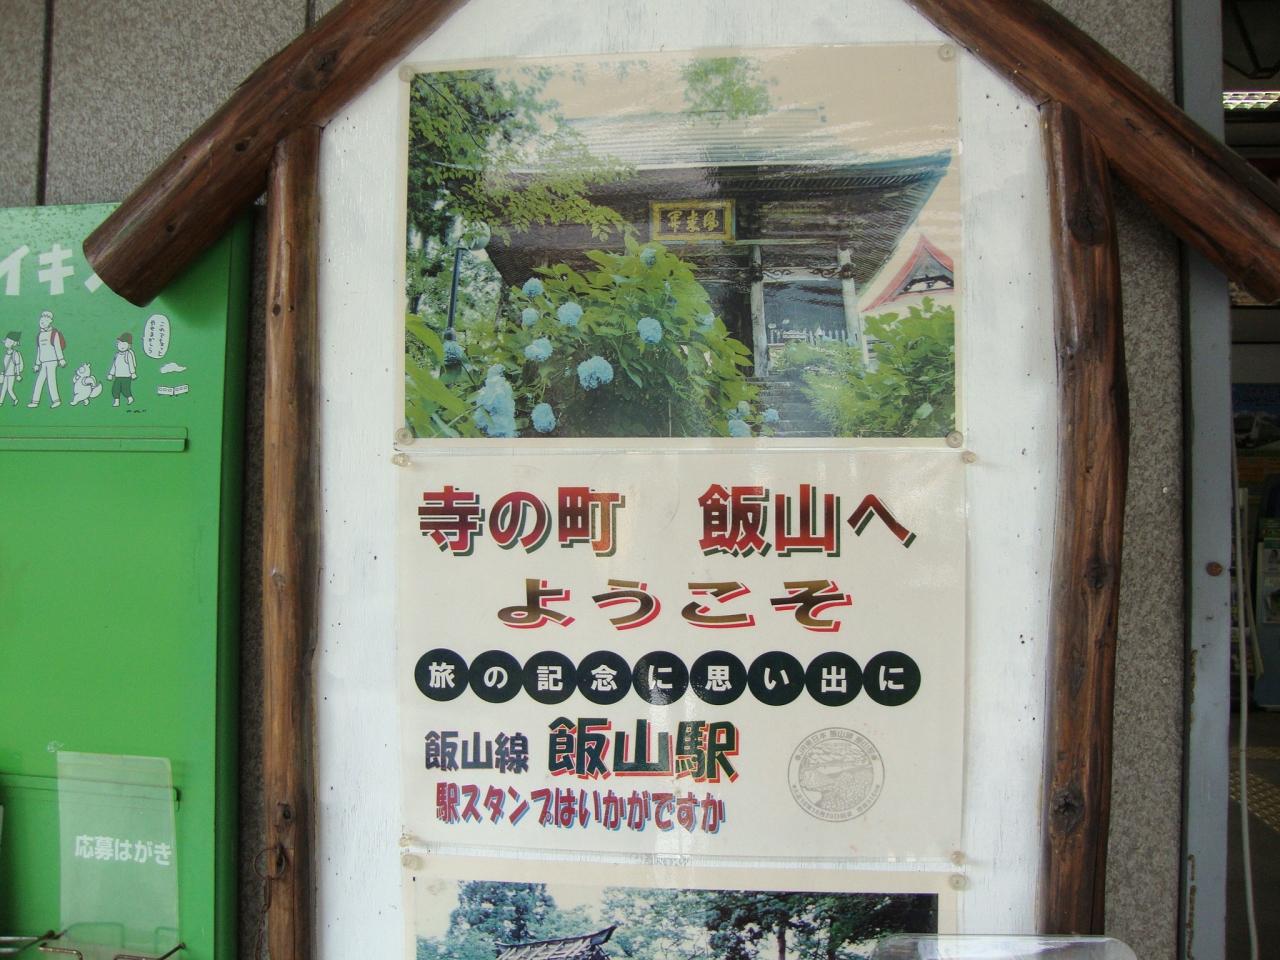 寺の町 飯山へ
ようこそ
旅の記念に思い出に
飯山線 飯山駅
駅スタンプはいかがですか
イキ
応募はがき